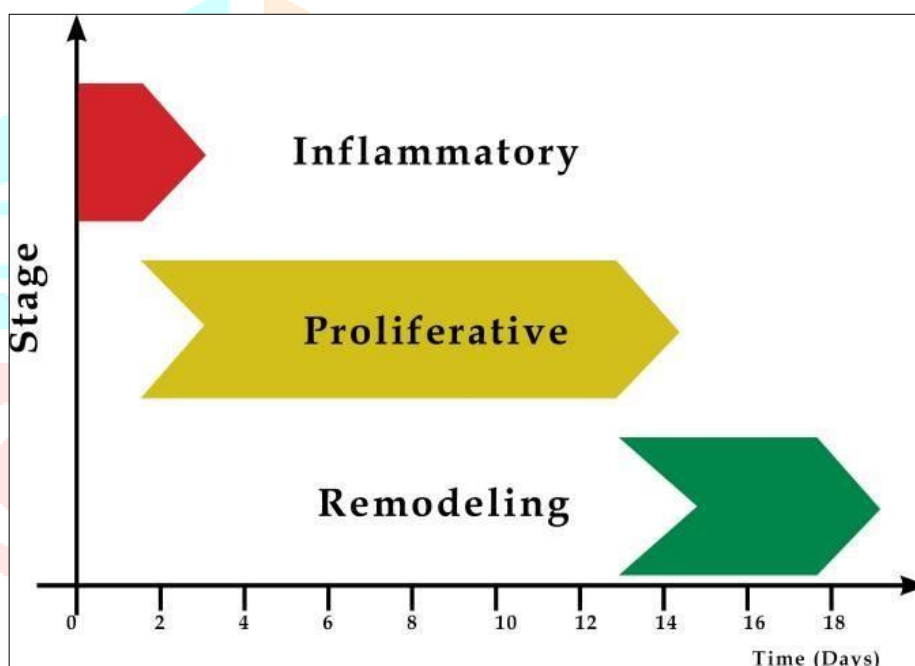 Stage
Inflammatory
Proliferative
Remodeling
0 2 4 6 8 10 12 14 16 18
Time (Days)